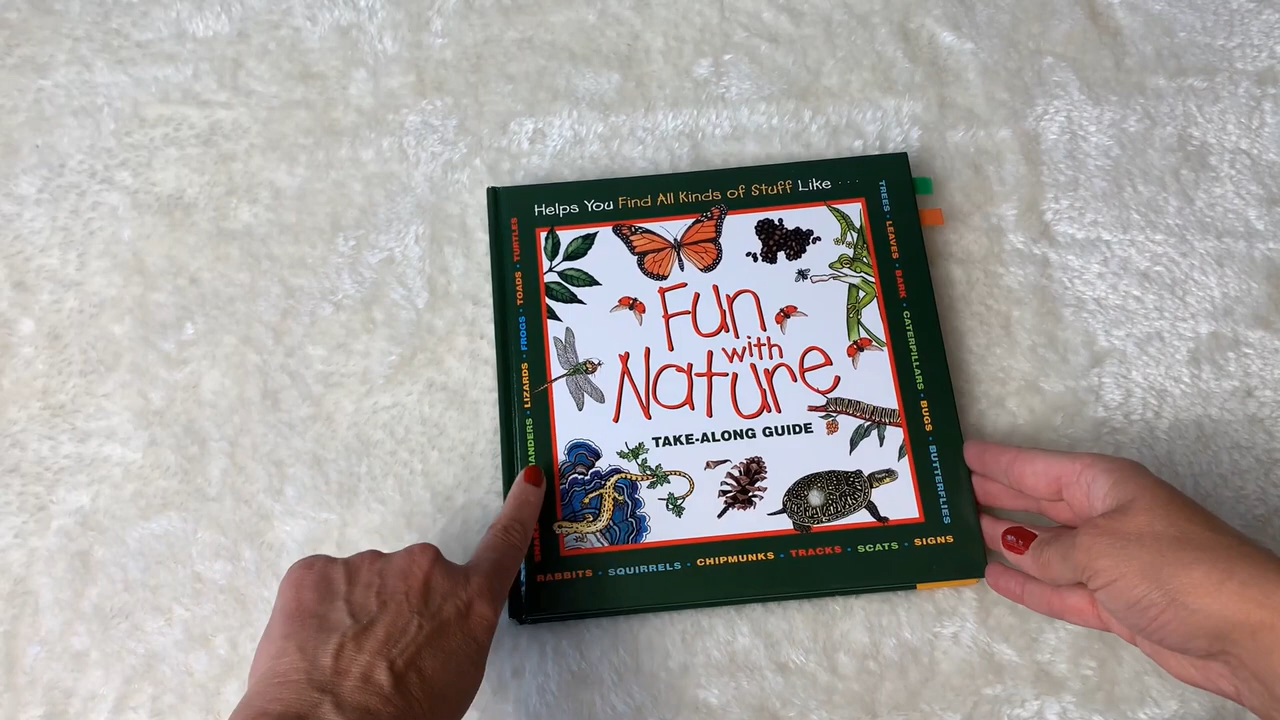 Helps You Find All Kinds of Stuff Like . . .
Fun
with
Nature
TAKE-ALONG GUIDE
LIZARDS • FROGS • TOADS • TURTLES
TREES • LEAVES • BARK • CATERPILLARS • BUGS • BUTTERFLIES
RABBITS • SQUIRRELS • CHIPMUNKS • TRACKS • SCATS • SIGNS